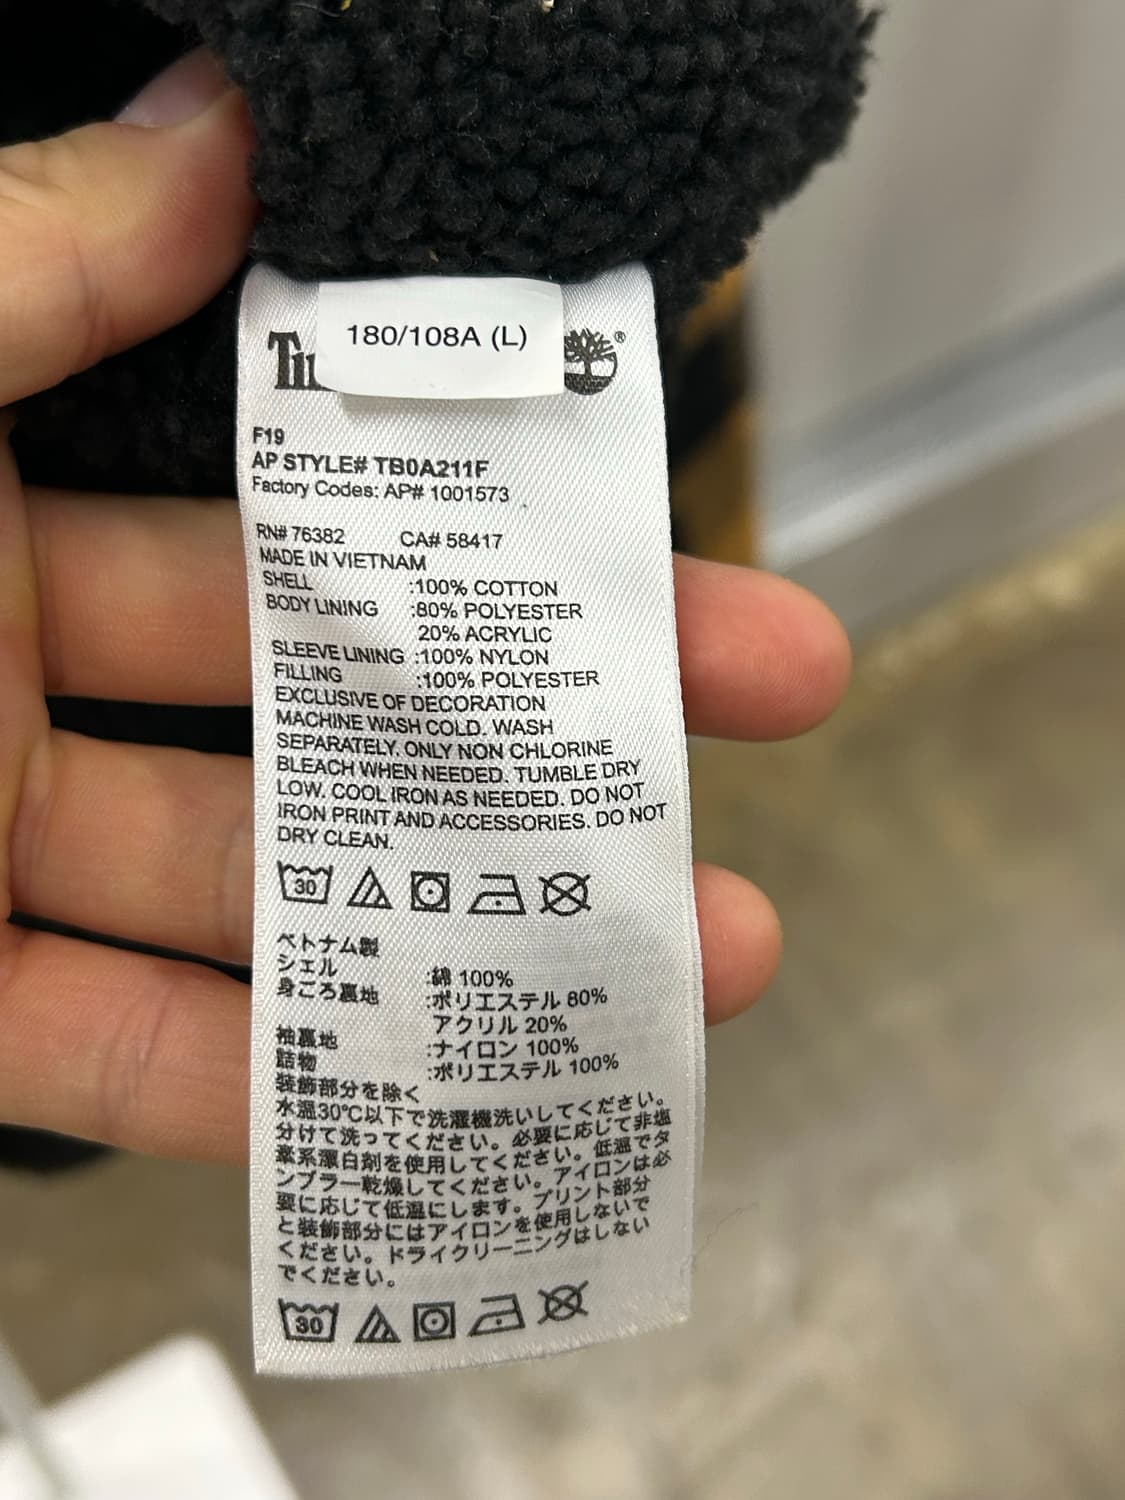 180/108A (L)
®
F19
AP STYLE# TB0A211F
Factory Codes: AP# 1001573
RN# 76382 CA# 58417
MADE IN VIETNAM
SHELL :100% COTTON
BODY LINING :80% POLYESTER
20% ACRYLIC
SLEEVE LINING :100% NYLON
FILLING :100% POLYESTER
EXCLUSIVE OF DECORATION
MACHINE WASH COLD. WASH
SEPARATELY. ONLY NON CHLORINE
BLEACH WHEN NEEDED. TUMBLE DRY
LOW. COOL IRON AS NEEDED. DO NOT
IRON PRINT AND ACCESSORIES. DO NOT
DRY CLEAN.
30
ベトナム製
シェル :綿 100%
身ごろ裏地 :ポリエステル 80%
アクリル 20%
袖裏地 :ナイロン 100%
詰物 :ポリエステル 100%
装飾部分を除く
水温30℃以下で洗濯機洗いしてください。
分けて洗ってください。必要に応じて非塩
素系漂白剤を使用してください。低温でタ
ンブラー乾燥してください。アイロンは必
要に応じて低温にします。プリント部分
と装飾部分にはアイロンを使用しないで
ください。ドライクリーニングはしない
でください。
30